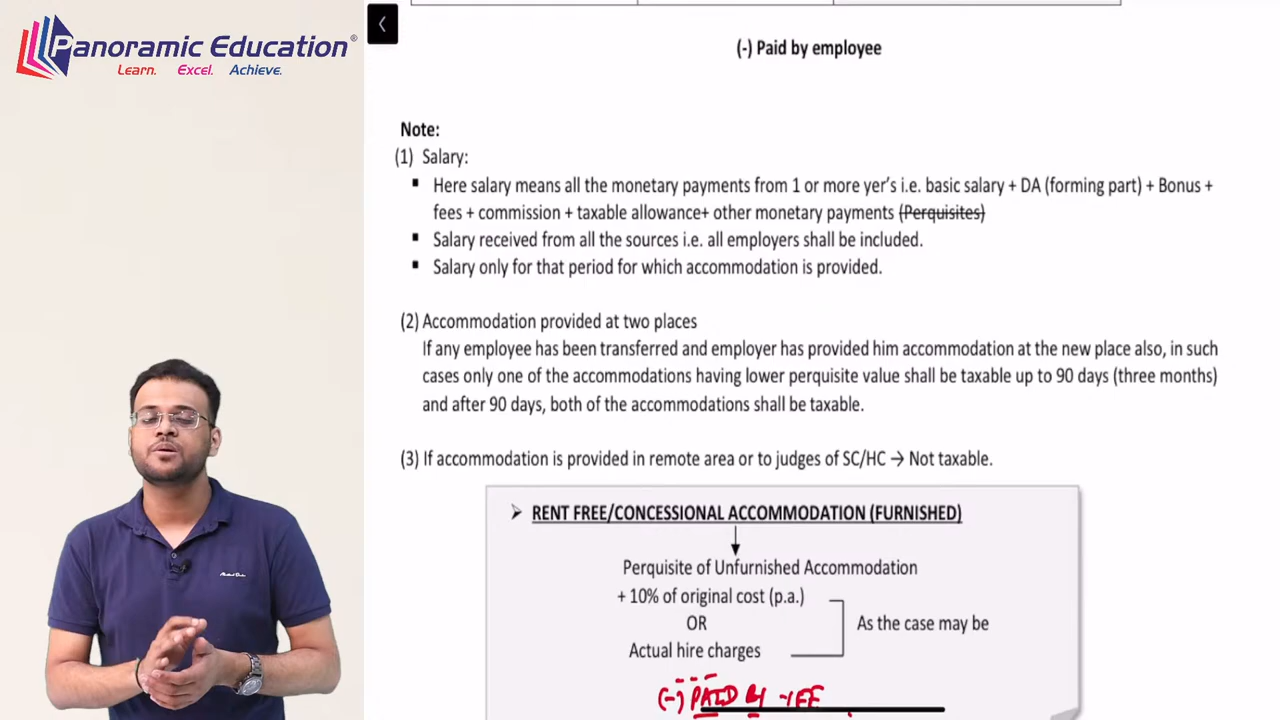 Panoramic Education®
Learn. Excel. Achieve.
(-) Paid by employee
Note:
(1) Salary:
▪ Here salary means all the monetary payments from 1 or more yer's i.e. basic salary + DA (forming part) + Bonus +
fees + commission + taxable allowance+ other monetary payments (Perquisites)
▪ Salary received from all the sources i.e. all employers shall be included.
▪ Salary only for that period for which accommodation is provided.
(2) Accommodation provided at two places
If any employee has been transferred and employer has provided him accommodation at the new place also, in such
cases only one of the accommodations having lower perquisite value shall be taxable up to 90 days (three months)
and after 90 days, both of the accommodations shall be taxable.
(3) If accommodation is provided in remote area or to judges of SC/HC → Not taxable.
➢ RENT FREE/CONCESSIONAL ACCOMMODATION (FURNISHED)
Perquisite of Unfurnished Accommodation
+ 10% of original cost (p.a.)
OR
As the case may be
Actual hire charges
(-) PAID by yEE